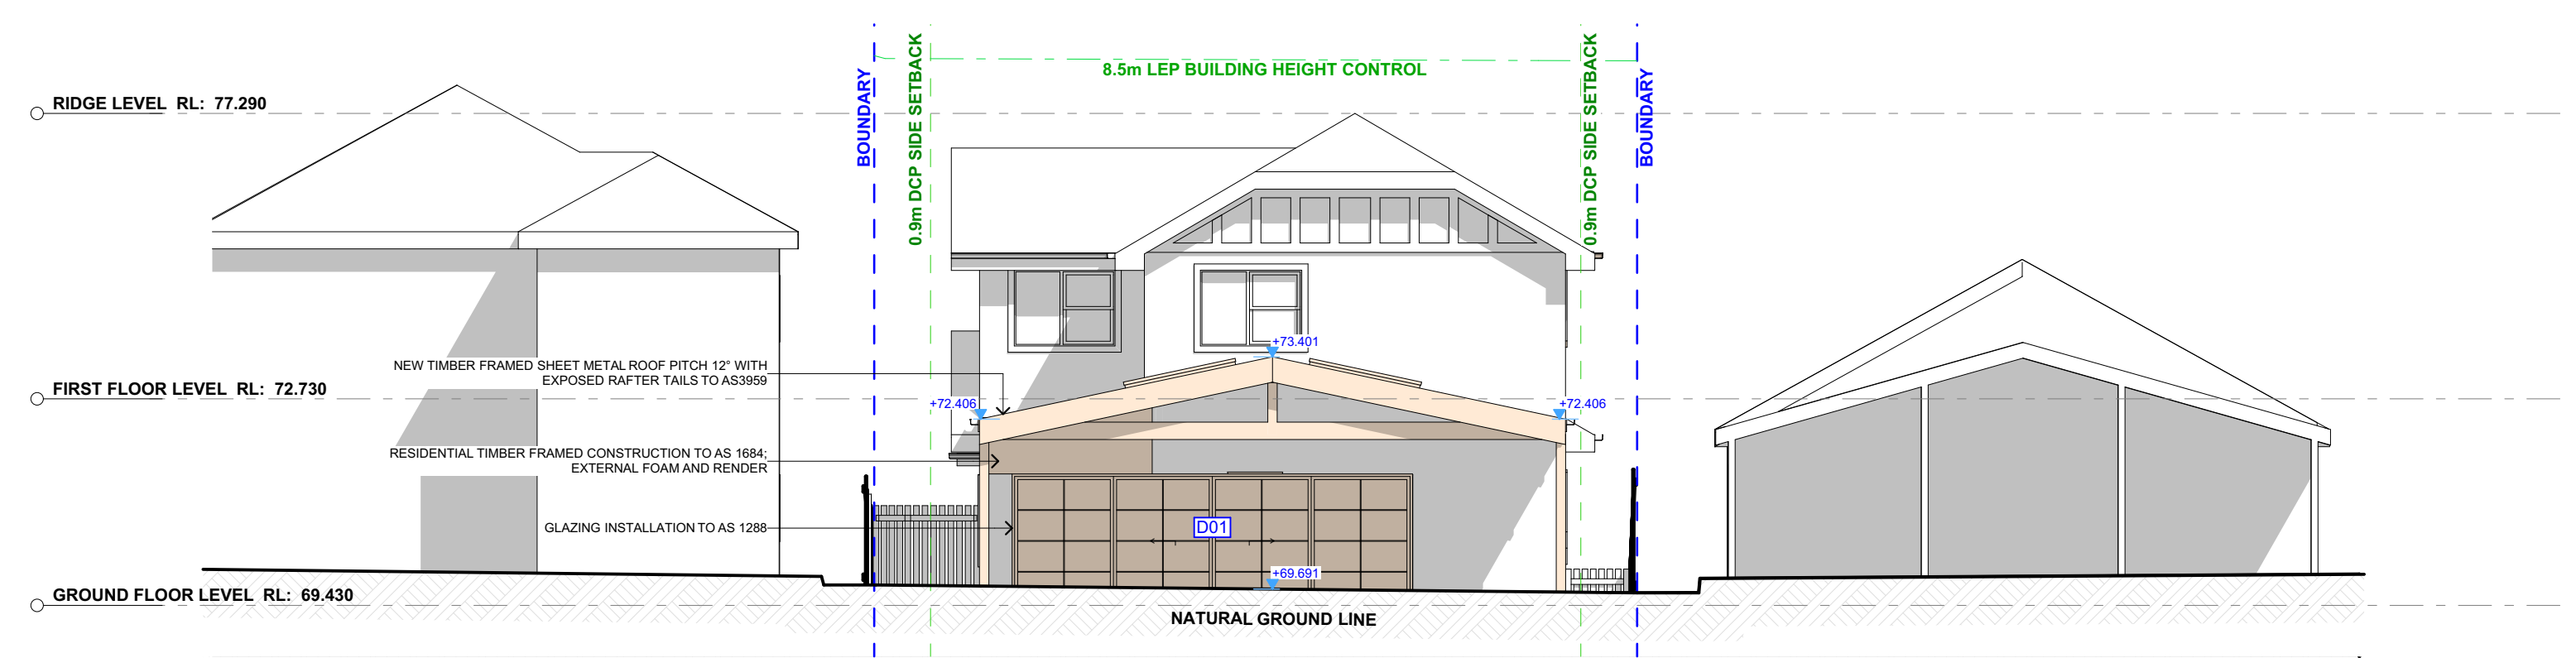 8.5m LEP BUILDING HEIGHT CONTROL
BOUNDARY
0.9m DCP SIDE SETBACK
0.9m DCP SIDE SETBACK
BOUNDARY
RIDGE LEVEL RL: 77.290
+73.401
NEW TIMBER FRAMED SHEET METAL ROOF PITCH 12° WITH
EXPOSED RAFTER TAILS TO AS3959
FIRST FLOOR LEVEL RL: 72.730
+72.406
+72.406
RESIDENTIAL TIMBER FRAMED CONSTRUCTION TO AS 1684;
EXTERNAL FOAM AND RENDER
GLAZING INSTALLATION TO AS 1288
D01
+69.691
GROUND FLOOR LEVEL RL: 69.430
NATURAL GROUND LINE